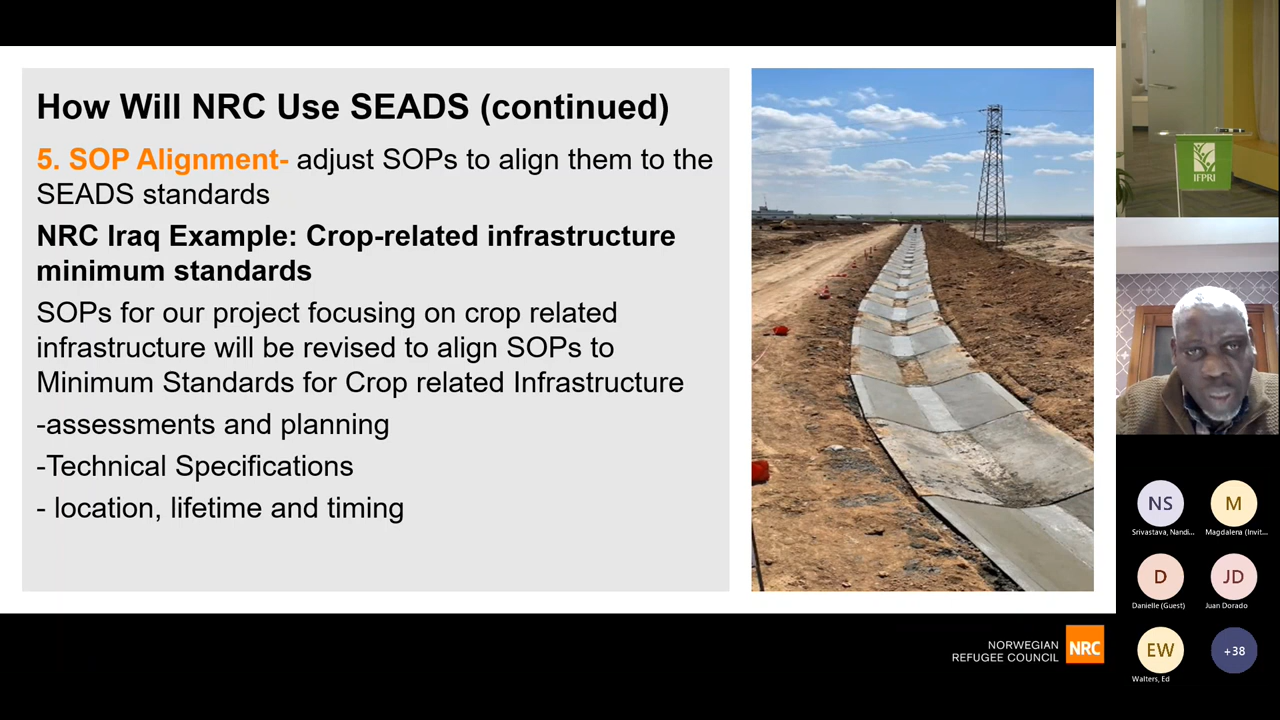 How Will NRC Use SEADS (continued)
5. SOP Alignment- adjust SOPs to align them to the
SEADS standards
NRC Iraq Example: Crop-related infrastructure
minimum standards
SOPs for our project focusing on crop related
infrastructure will be revised to align SOPs to
Minimum Standards for Crop related Infrastructure
-assessments and planning
-Technical Specifications
- location, lifetime and timing
NORWEGIAN
REFUGEE COUNCIL
NRC
IFPRI
NS
Srivastava, Nandi...
M
Magdalena (Invit...
D
Danielle (Guest)
JD
Juan Dorado
EW
Walters, Ed
+38